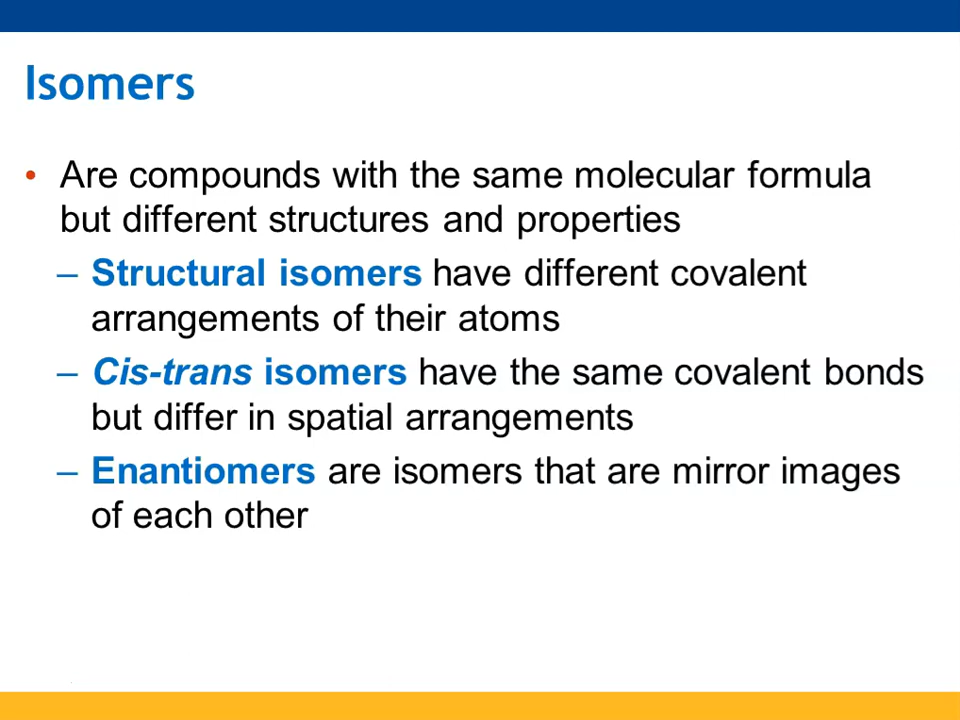 Isomers
• Are compounds with the same molecular formula
but different structures and properties
– Structural isomers have different covalent
arrangements of their atoms
– Cis-trans isomers have the same covalent bonds
but differ in spatial arrangements
– Enantiomers are isomers that are mirror images
of each other